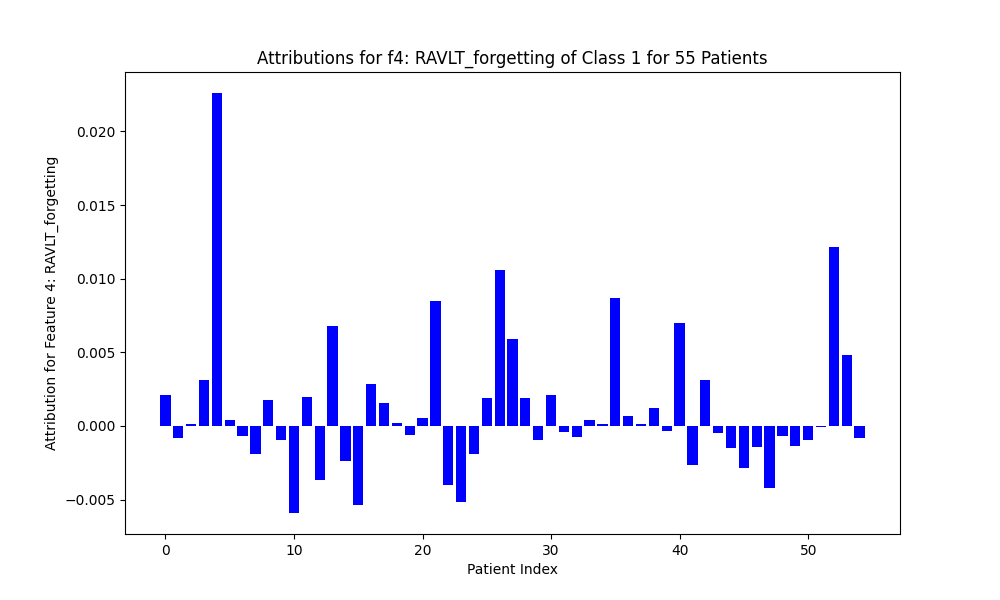 Attributions for f4: RAVLT_forgetting of Class 1 for 55 Patients
Attribution for Feature 4: RAVLT_forgetting
0.020
0.015
0.010
0.005
0.000
−0.005
0 10 20 30 40 50
Patient Index